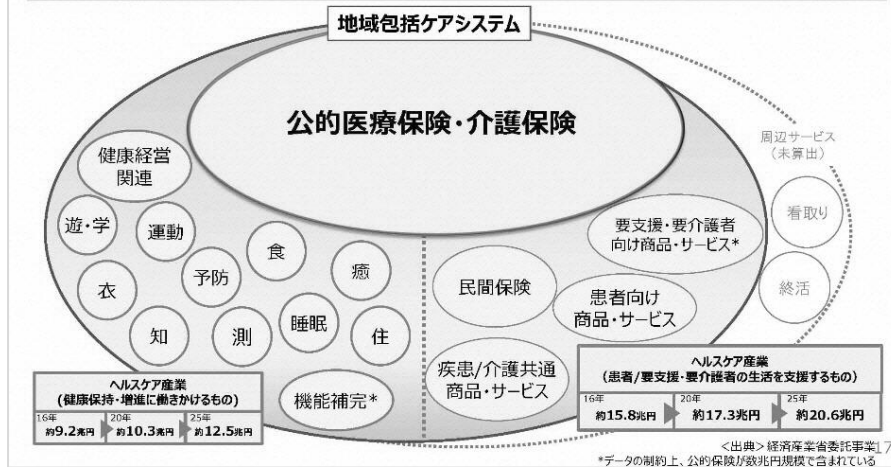 地域包括ケアシステム
公的医療保険・介護保険
周辺サービス
(未算出)
健康経営
関連
遊・学
運動
食
癒
衣
予防
知
測
睡眠
住
機能補完*
要支援・要介護者
向け商品・サービス*
民間保険
患者向け
商品・サービス
疾患/介護共通
商品・サービス
看取り
終活
ヘルスケア産業
(健康保持・増進に働きかけるもの)
16年 20年 25年
約9.2兆円 約10.3兆円 約12.5兆円
ヘルスケア産業
(患者/要支援・要介護者の生活を支援するもの)
16年 20年 25年
約15.8兆円 約17.3兆円 約20.6兆円
<出典>経済産業省委託事業
17
*データの制約上、公的保険が数兆円規模で含まれている